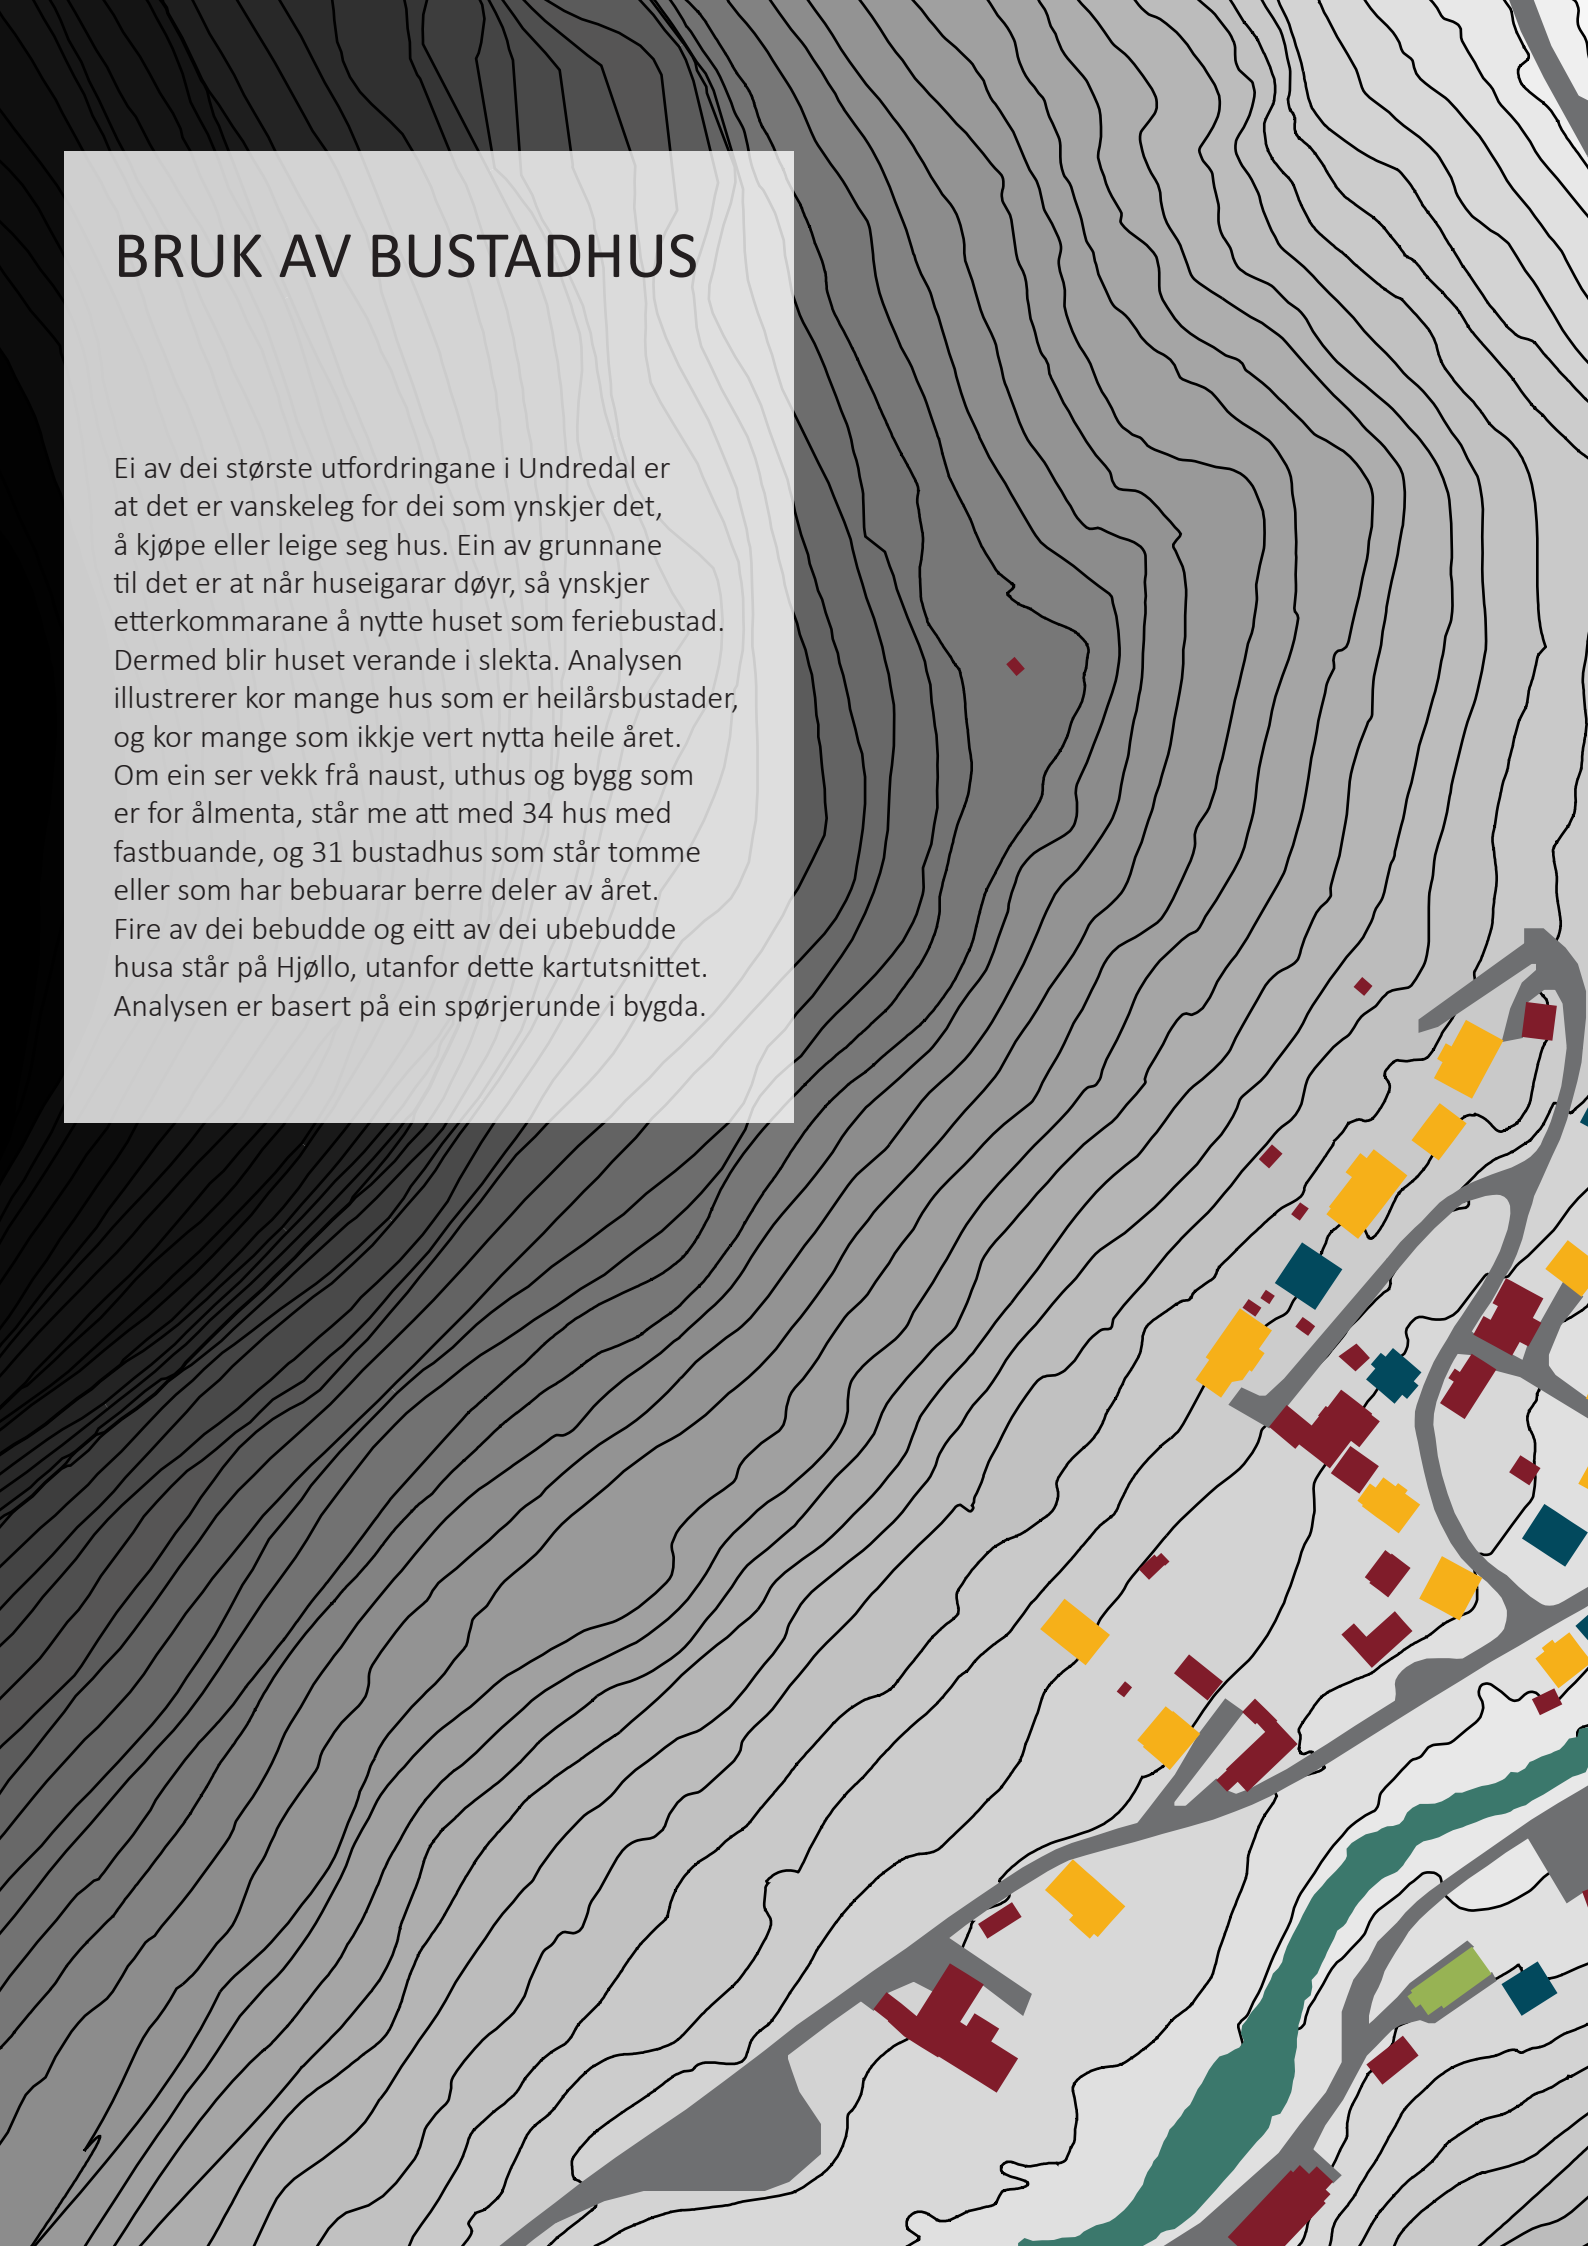 BRUK AV BUSTADHUS
Ei av dei største utfordringane i Undredal er
at det er vanskeleg for dei som ynskjer det,
å kjøpe eller leige seg hus. Ein av grunnane
til det er at når huseigarar døyr, så ynskjer
etterkommarane å nytte huset som feriebustad.
Dermed blir huset verande i slekta. Analysen
illustrerer kor mange hus som er heilårsbustader,
og kor mange som ikkje vert nytta heile året.
Om ein ser vekk frå naust, uthus og bygg som
er for ålmenta, står me att med 34 hus med
fastbuande, og 31 bustadhus som står tomme
eller som har bebuarar berre deler av året.
Fire av dei bebudde og eitt av dei ubebudde
husa står på Hjøllo, utanfor dette kartutsnittet.
Analysen er basert på ein spørjerunde i bygda.